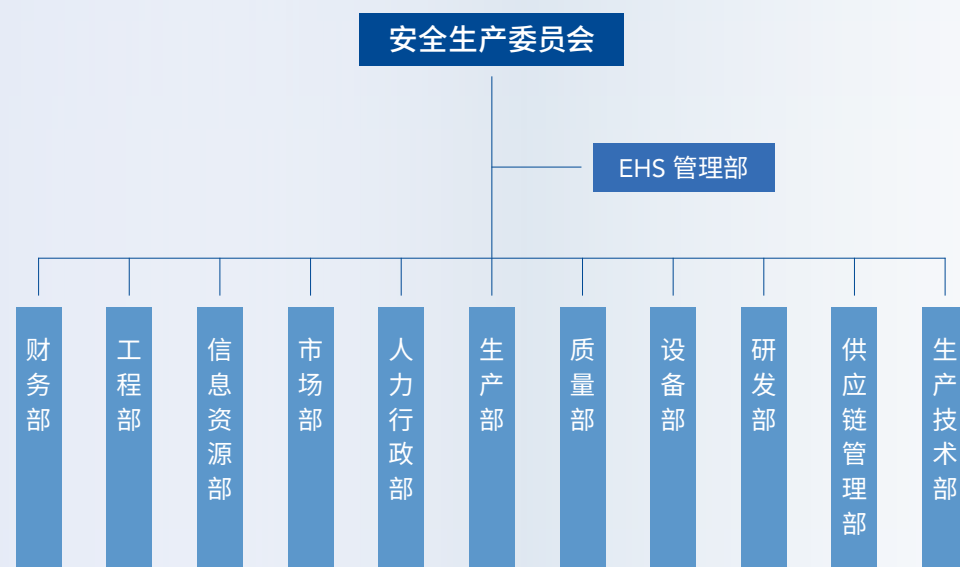 安全生产委员会
EHS 管理部
财务部
工程部
信息资源部
市场部
人力行政部
生产部
质量部
设备部
研发部
供应链管理部
生产技术部